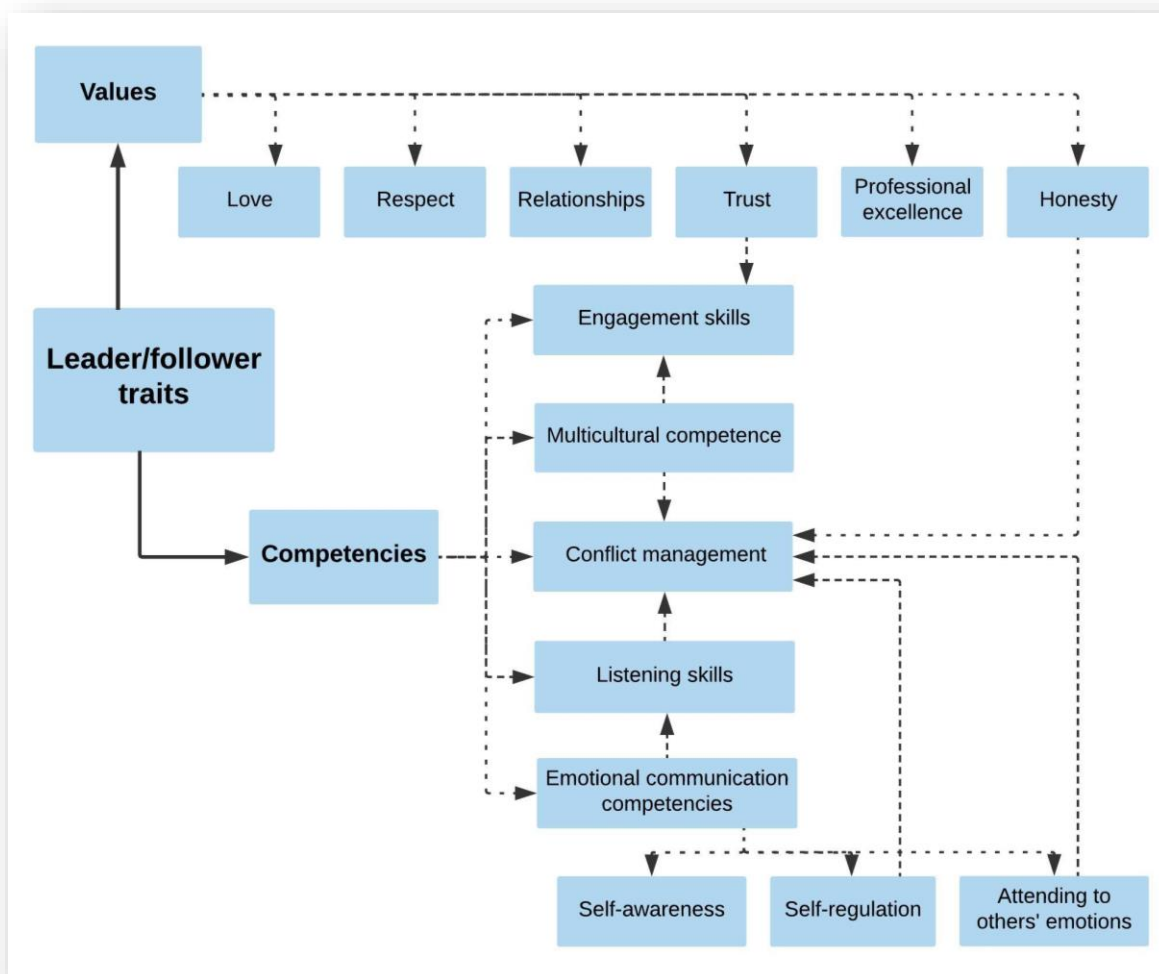 Values
Love
Respect
Relationships
Trust
Professional
excellence
Honesty
Engagement skills
Leader/follower
traits
Multicultural competence
Competencies
Conflict management
Listening skills
Emotional communication
competencies
Self-awareness
Self-regulation
Attending to
others' emotions